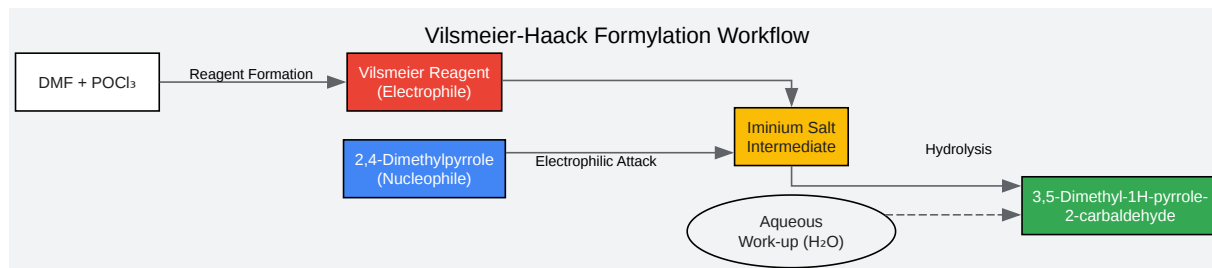 Vilsmeier-Haack Formylation Workflow
DMF + POCl₃
Reagent Formation
Vilsmeier Reagent
(Electrophile)
2,4-Dimethylpyrrole
(Nucleophile)
Electrophilic Attack
Iminium Salt
Intermediate
Hydrolysis
Aqueous
Work-up (H₂O)
3,5-Dimethyl-1H-pyrrole-
2-carbaldehyde